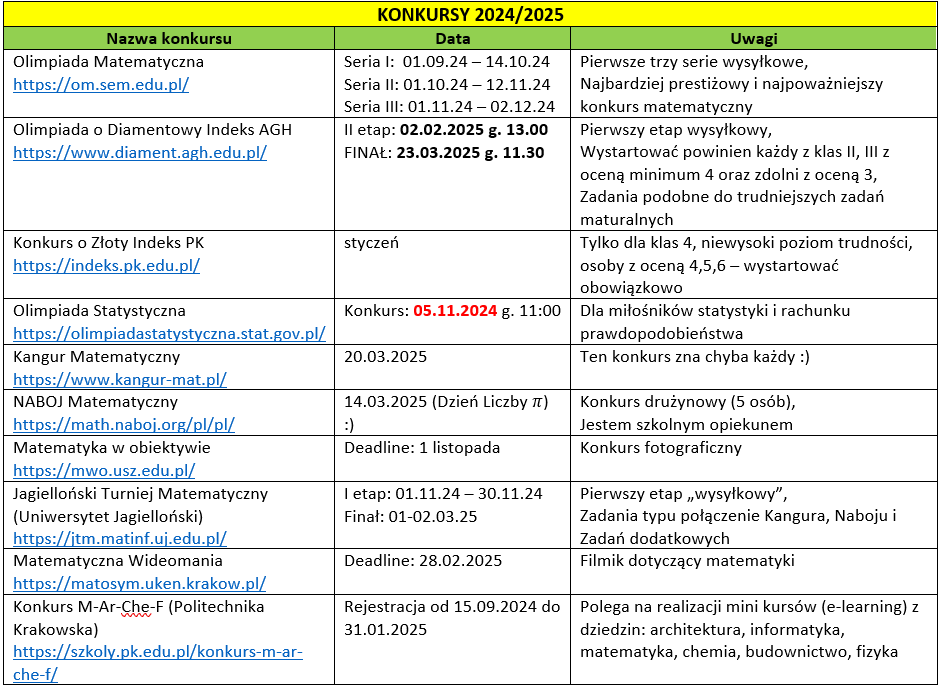 KONKURSY 2024/2025
Nazwa konkursu
Data
Uwagi
Olimpiada Matematyczna
https://om.sem.edu.pl/
Seria I:  01.09.24 – 14.10.24
Seria II: 01.10.24 – 12.11.24
Seria III: 01.11.24 – 02.12.24
Pierwsze trzy serie wysyłkowe,
Najbardziej prestiżowy i najpoważniejszy
konkurs matematyczny
Olimpiada o Diamentowy Indeks AGH
https://www.diament.agh.edu.pl/
II etap: 02.02.2025 g. 13.00
FINAŁ: 23.03.2025 g. 11.30
Pierwszy etap wysyłkowy,
Wystartować powinien każdy z klas II, III z
oceną minimum 4 oraz zdolni z oceną 3,
Zadania podobne do trudniejszych zadań
maturalnych
Konkurs o Złoty Indeks PK
https://indeks.pk.edu.pl/
styczeń
Tylko dla klas 4, niewysoki poziom trudności,
osoby z oceną 4,5,6 – wystartować
obowiązkowo
Olimpiada Statystyczna
https://olimpiadastatystyczna.stat.gov.pl/
Konkurs: 05.11.2024 g. 11:00
Dla miłośników statystyki i rachunku
prawdopodobieństwa
Kangur Matematyczny
https://www.kangur-mat.pl/
20.03.2025
Ten konkurs zna chyba każdy :)
NABOJ Matematyczny
https://math.naboj.org/pl/pl/
14.03.2025 (Dzień Liczby π)
:)
Konkurs drużynowy (5 osób),
Jestem szkolnym opiekunem
Matematyka w obiektywie
https://mwo.usz.edu.pl/
Deadline: 1 listopada
Konkurs fotograficzny
Jagielloński Turniej Matematyczny
(Uniwersytet Jagielloński)
https://jtm.matinf.uj.edu.pl/
I etap: 01.11.24 – 30.11.24
Finał: 01-02.03.25
Pierwszy etap „wysyłkowy”,
Zadania typu połączenie Kangura, Naboju i
Zadań dodatkowych
Matematyczna Wideomania
https://matosym.uken.krakow.pl/
Deadline: 28.02.2025
Filmik dotyczący matematyki
Konkurs M-Ar-Che-F (Politechnika
Krakowska)
https://szkoly.pk.edu.pl/konkurs-m-ar-
che-f/
Rejestracja od 15.09.2024 do
31.01.2025
Polega na realizacji mini kursów (e-learning) z
dziedzin: architektura, informatyka,
matematyka, chemia, budownictwo, fizyka